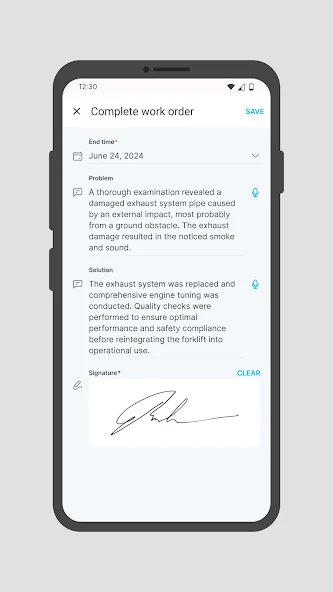 12:30
Complete work order
SAVE
End time*
June 24, 2024
Problem
A thorough examination revealed a
damaged exhaust system pipe caused
by an external impact, most probably
from a ground obstacle. The exhaust
damage resulted in the noticed smoke
and sound.
Solution
The exhaust system was replaced and
comprehensive engine tuning was
conducted. Quality checks were
performed to ensure optimal
performance and safety compliance
before reintegrating the forklift into
operational use.
Signature*
CLEAR